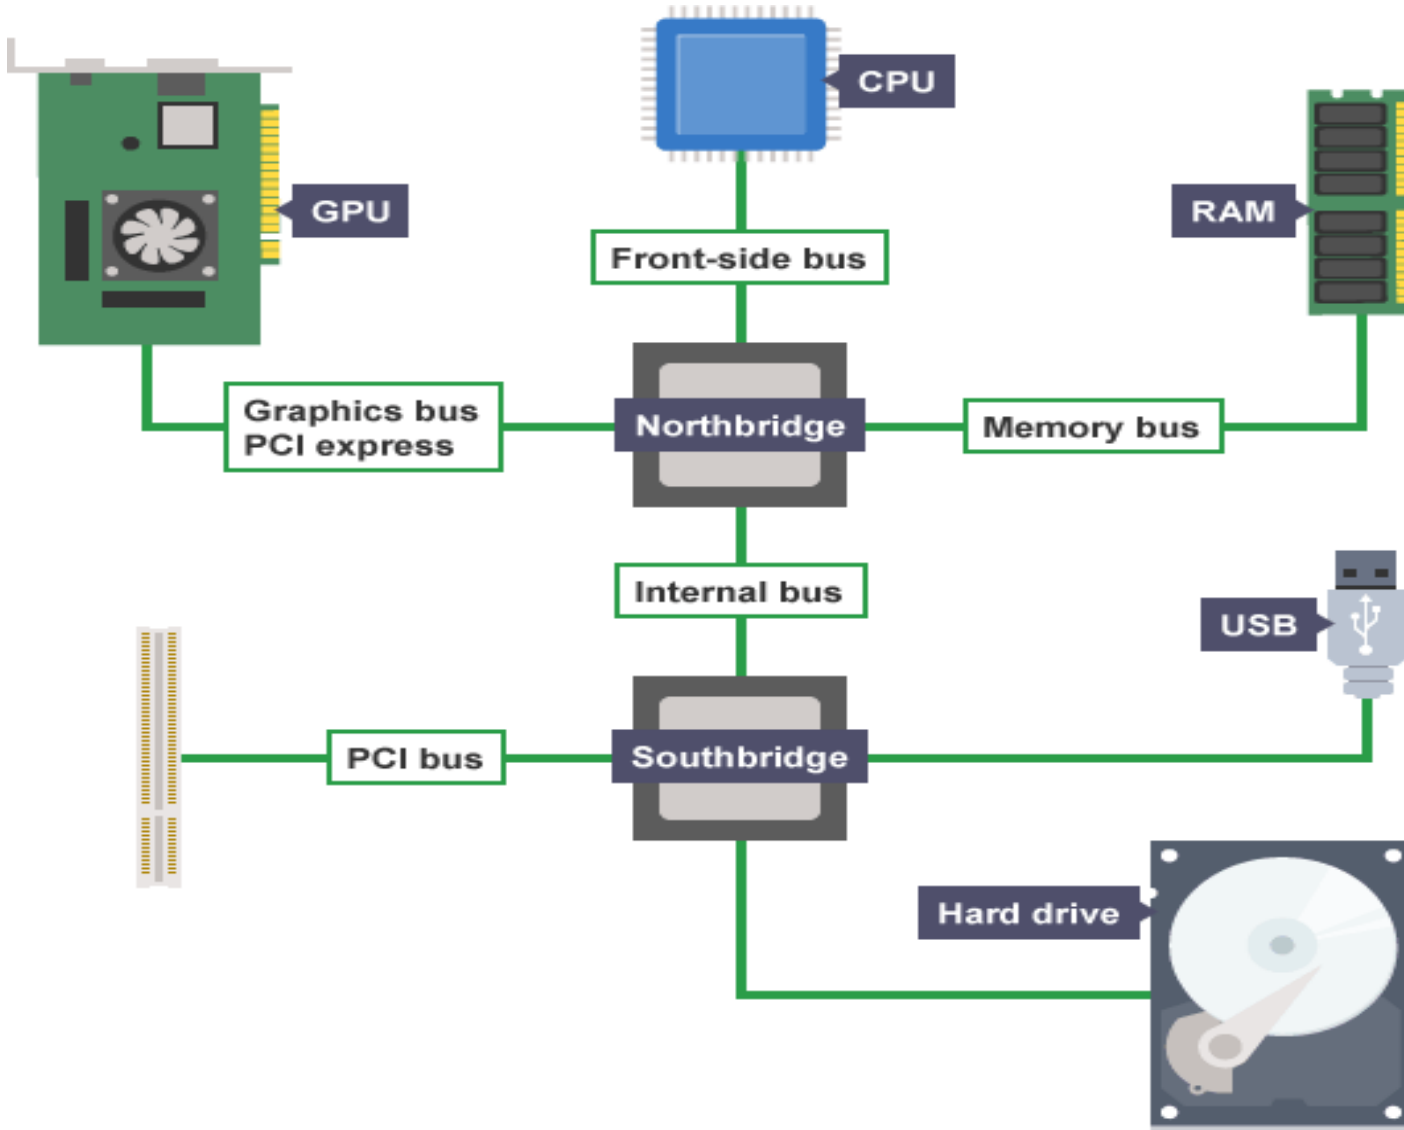 CPU
GPU
RAM
Front-side bus
Graphics bus
PCI express
Northbridge
Memory bus
Internal bus
USB
PCI bus
Southbridge
Hard drive